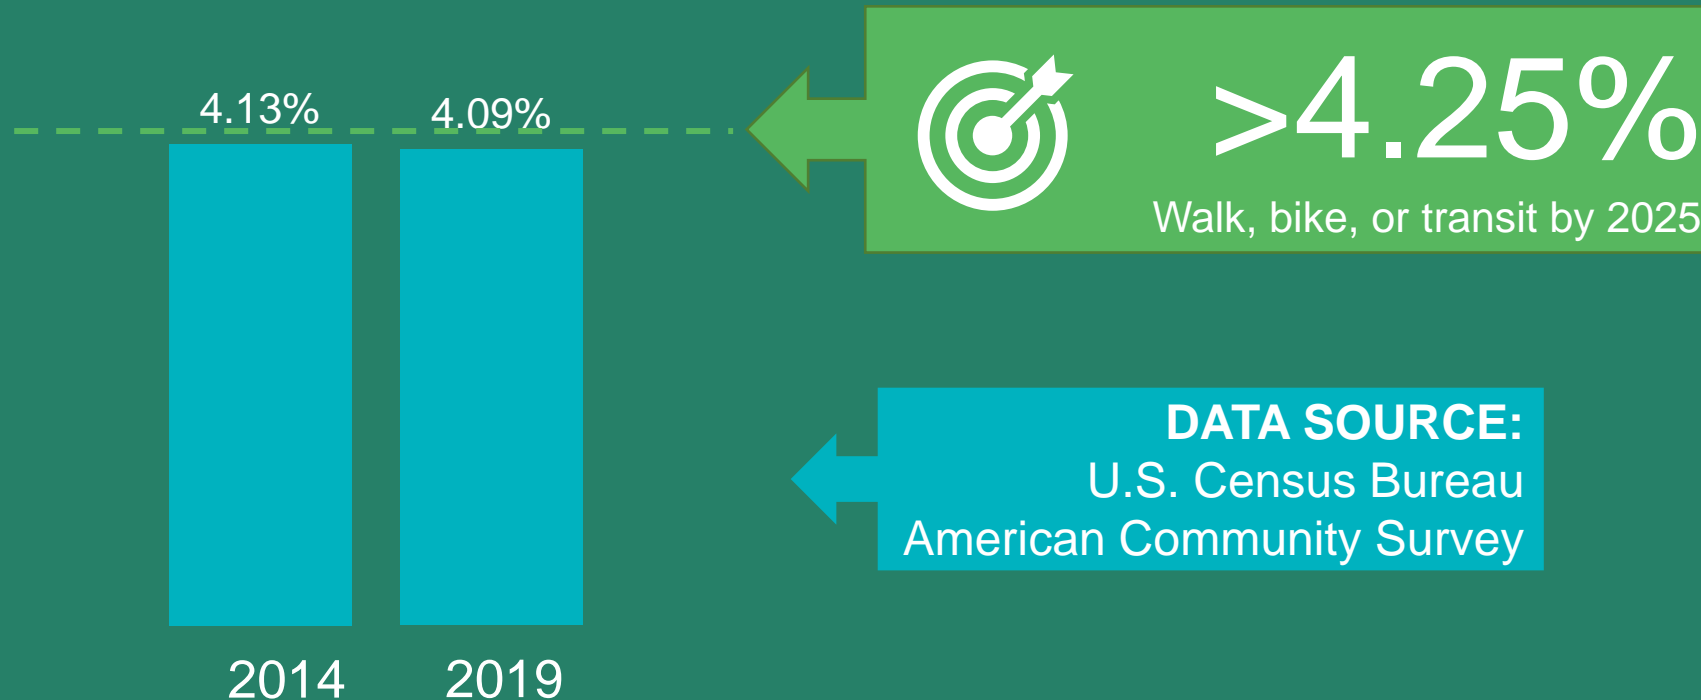 4.13%
4.09%
2014
2019
>4.25%
Walk, bike, or transit by 2025
DATA SOURCE:
U.S. Census Bureau
American Community Survey